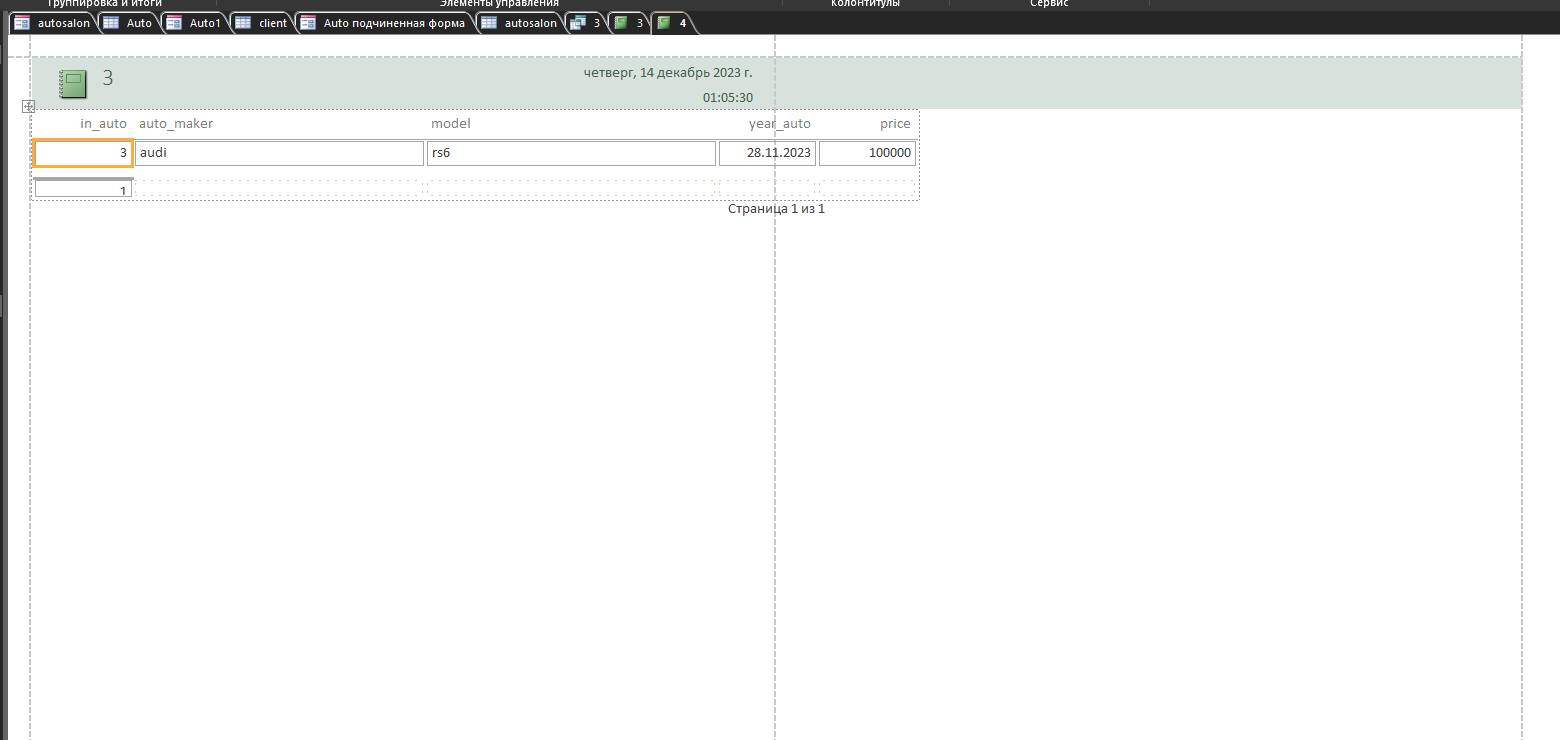 Группировка и итоги Элементы управления Колонтитулы Сервис
autosalon Auto Auto1 client Auto подчиненная форма autosalon 3 3 4
3 четверг, 14 декабрь 2023 г.
01:05:30
in_auto auto_maker model year_auto price
3 audi rs6 28.11.2023 100000
1
Страница 1 из 1